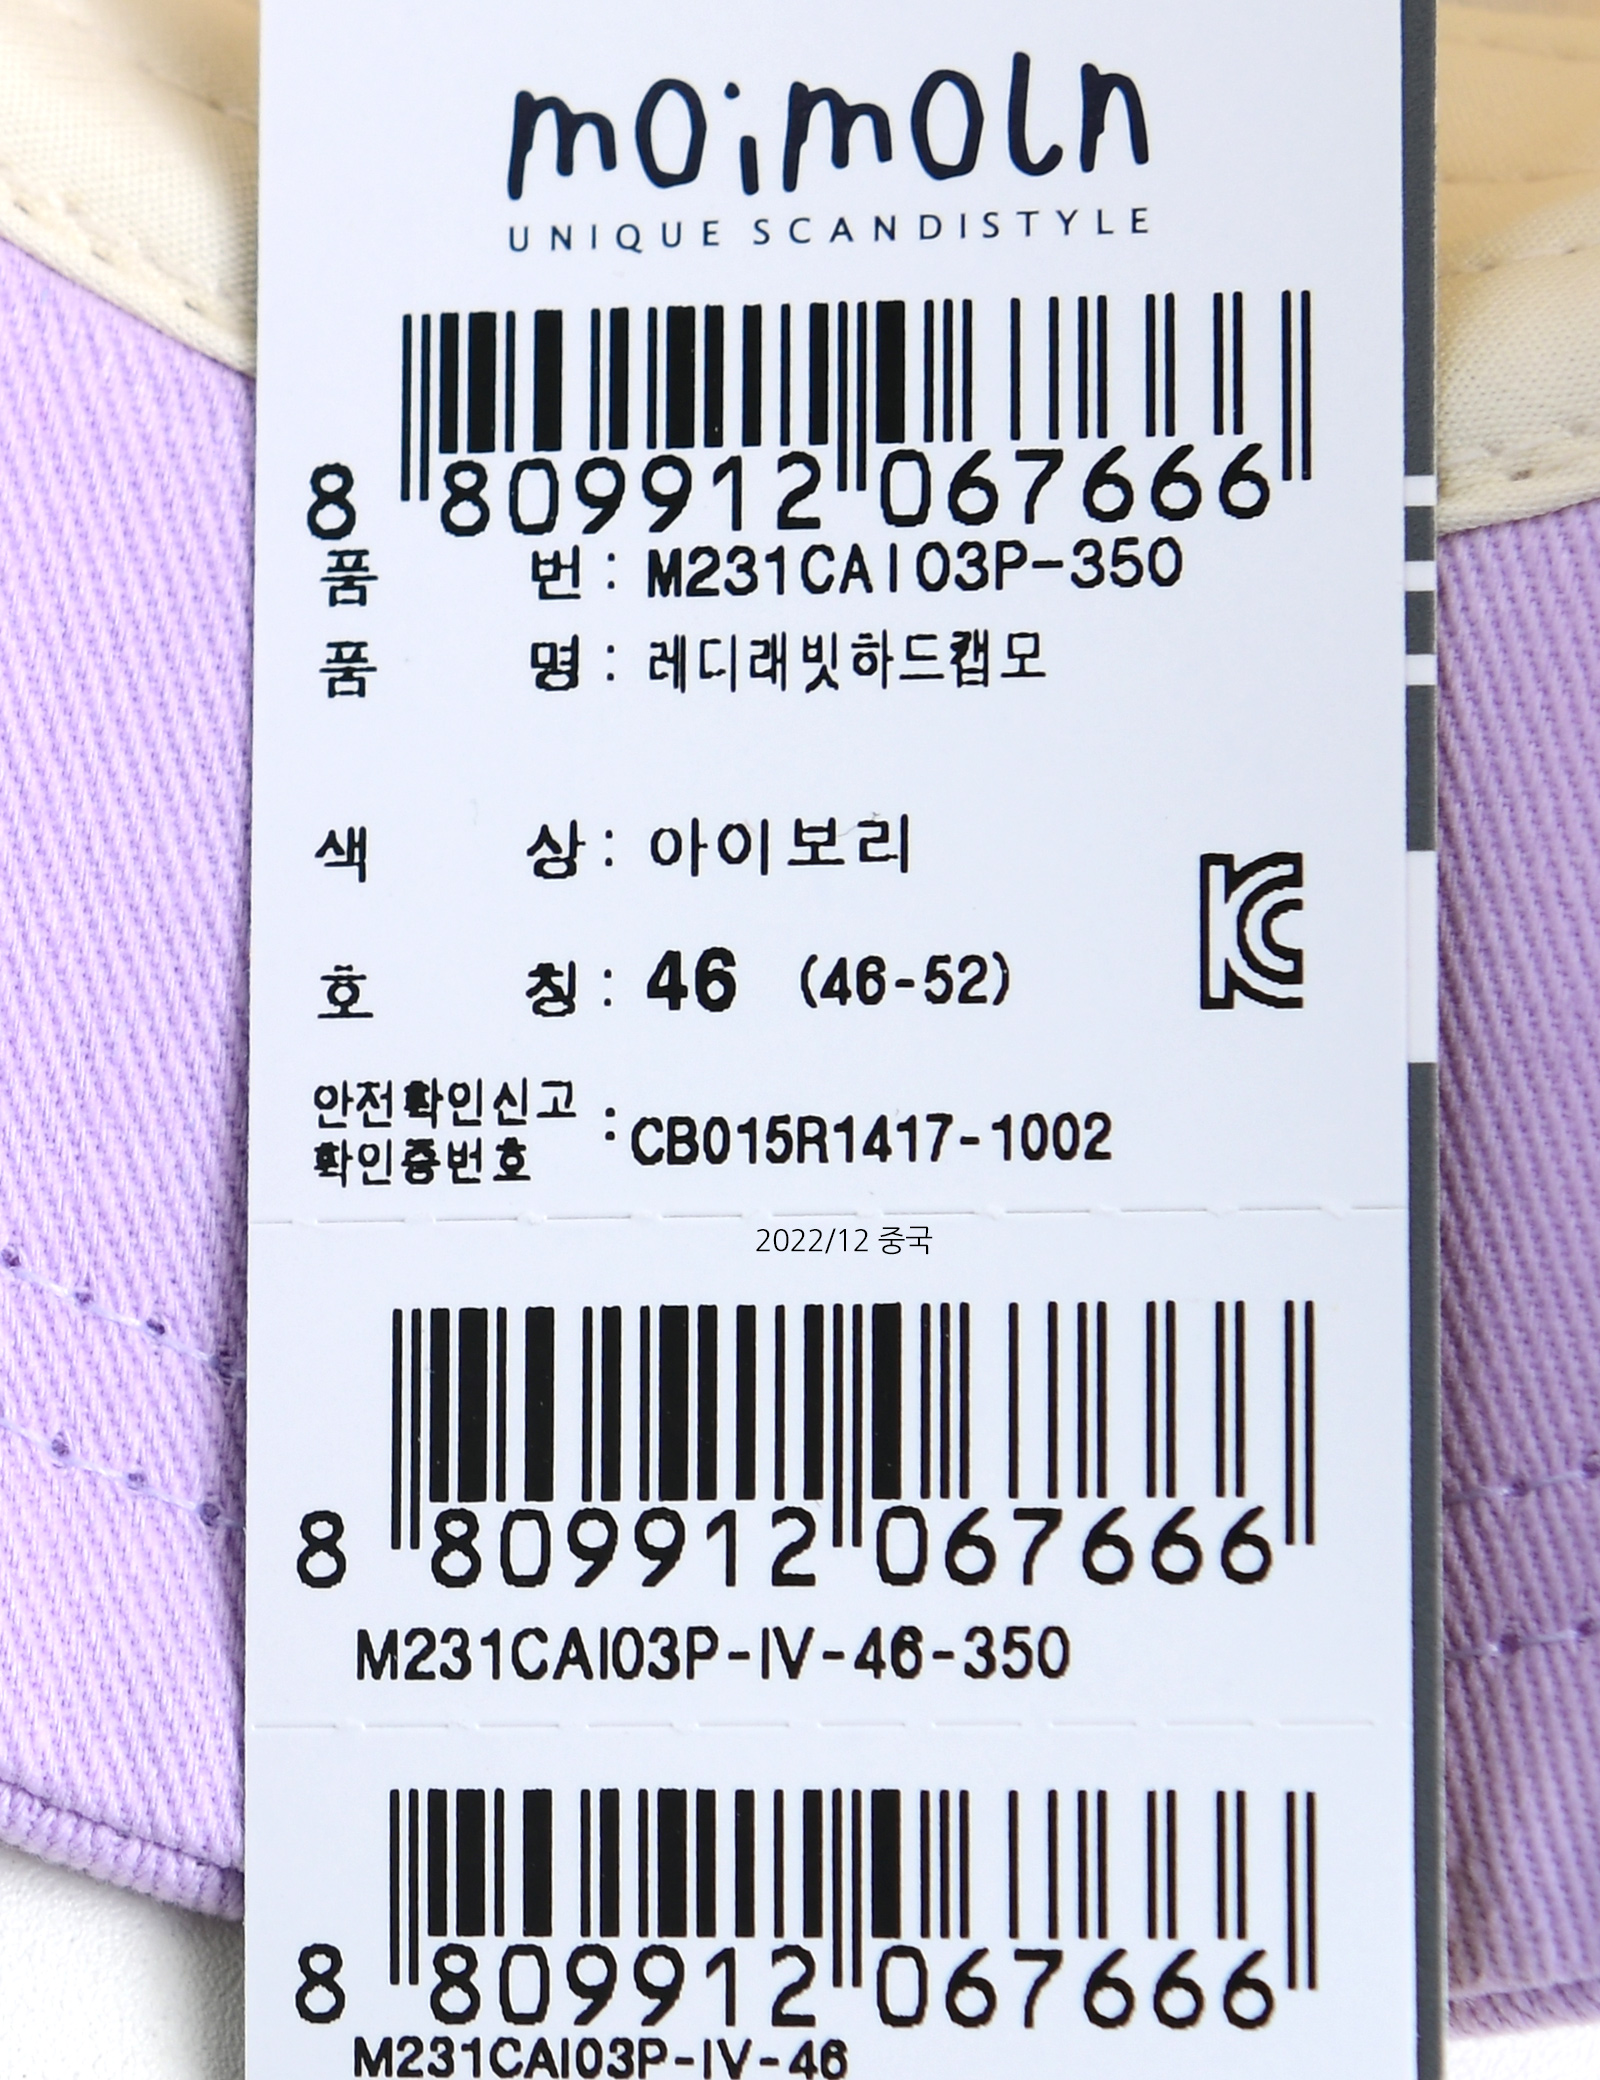 moimoln
UNIQUE SCANDISTYLE
8 809912 067666
품 번 : M231CAI03P-350
품 명 : 레디래빗하드캡모
색 상 : 아이보리
호 칭 : 46 (46-52)
안전확인신고
확인증번호 : CB015R1417-1002
2022/12 중국
8 809912 067666
M231CAI03P-IV-46-350
8 809912 067666
M231CAI03P-IV-46